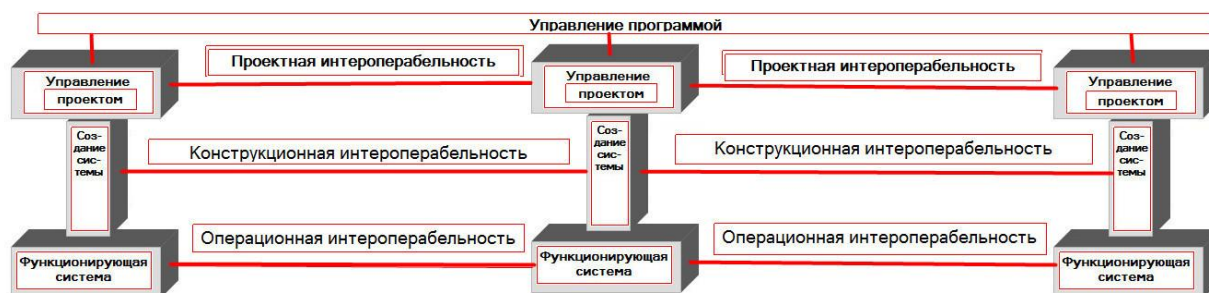 Управление программой
Проектная интероперабельность
Проектная интероперабельность
Управление
проектом
Управление
проектом
Управление
проектом
Соз-
дание
сис-
темы
Соз-
дание
сис-
темы
Соз-
дание
сис-
темы
Конструкционная интероперабельность
Конструкционная интероперабельность
Операционная интероперабельность
Операционная интероперабельность
Функционирующая
система
Функционирующая
система
Функционирующая
система